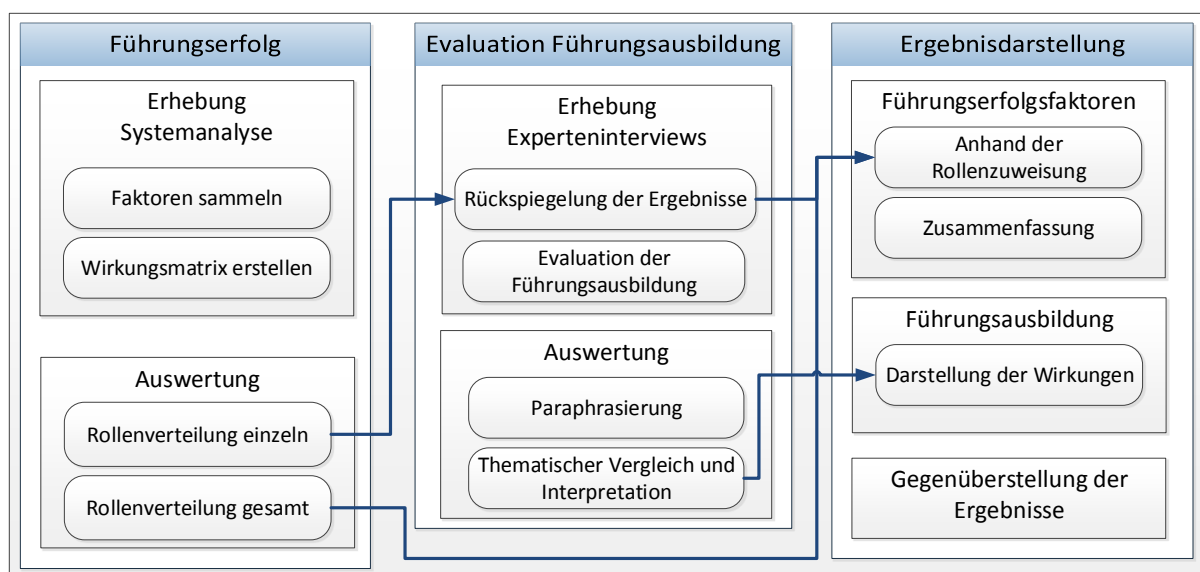 Führungserfolg
Erhebung
Systemanalyse
Faktoren sammeln
Wirkungsmatrix erstellen
Auswertung
Rollenverteilung einzeln
Rollenverteilung gesamt
Evaluation Führungsausbildung
Erhebung
Experteninterviews
Rückspiegelung der Ergebnisse
Evaluation der
Führungsausbildung
Auswertung
Paraphrasierung
Thematischer Vergleich und
Interpretation
Ergebnisdarstellung
Führungserfolgsfaktoren
Anhand der
Rollenzuweisung
Zusammenfassung
Führungsausbildung
Darstellung der Wirkungen
Gegenüberstellung der
Ergebnisse